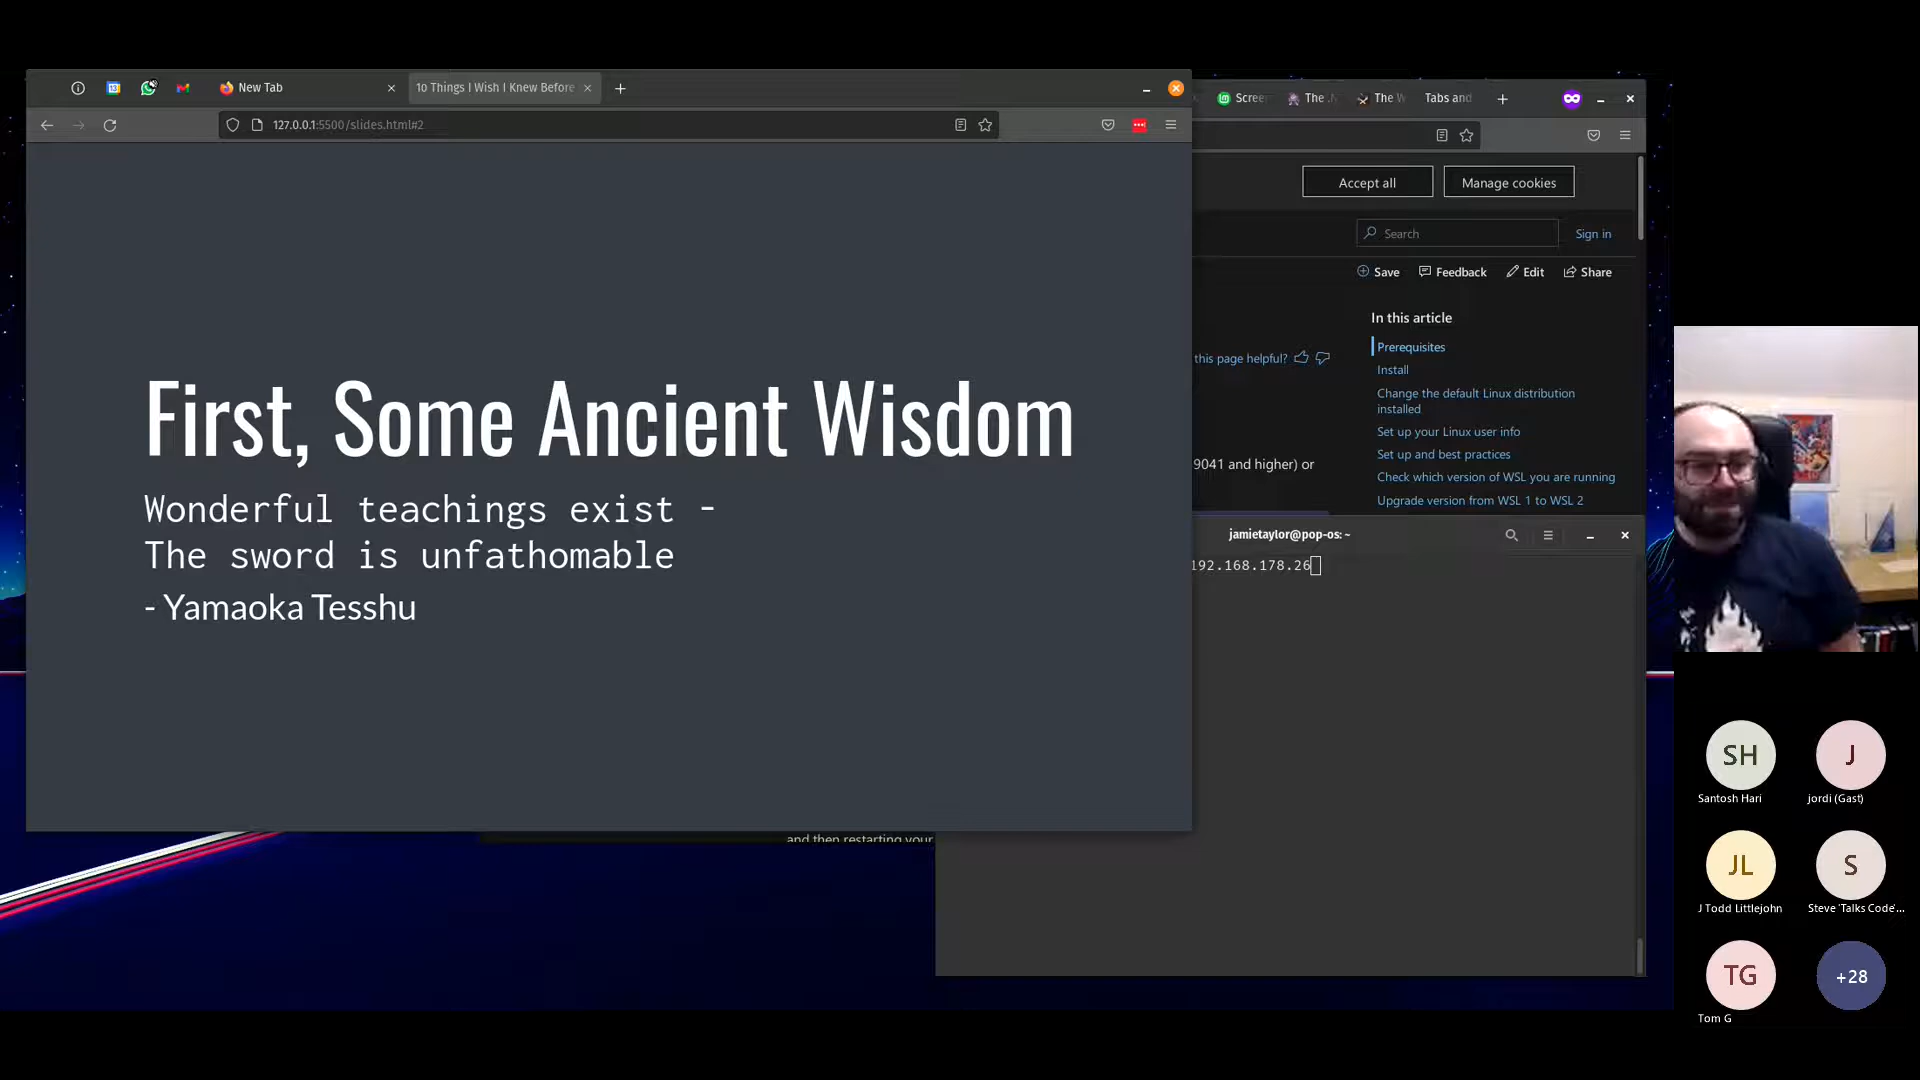 New Tab
10 Things I Wish I Knew Before
127.0.0.1:5500/slides.html#2
First, Some Ancient Wisdom
Wonderful teachings exist -
The sword is unfathomable
- Yamaoka Tesshu
Scree
The .N
The W
Tabs and
Accept all
Manage cookies
Search
Sign in
Save
Feedback
Edit
Share
In this article
this page helpful?
Prerequisites
Install
Change the default Linux distribution
installed
Set up your Linux user info
Set up and best practices
9041 and higher) or
Check which version of WSL you are running
Upgrade version from WSL 1 to WSL 2
jamietaylor@pop-os: ~
192.168.178.26
and then restarting your
SH
Santosh Hari
J
jordi (Gast)
JL
J Todd Littlejohn
S
Steve 'Talks Code'...
TG
Tom G
+28